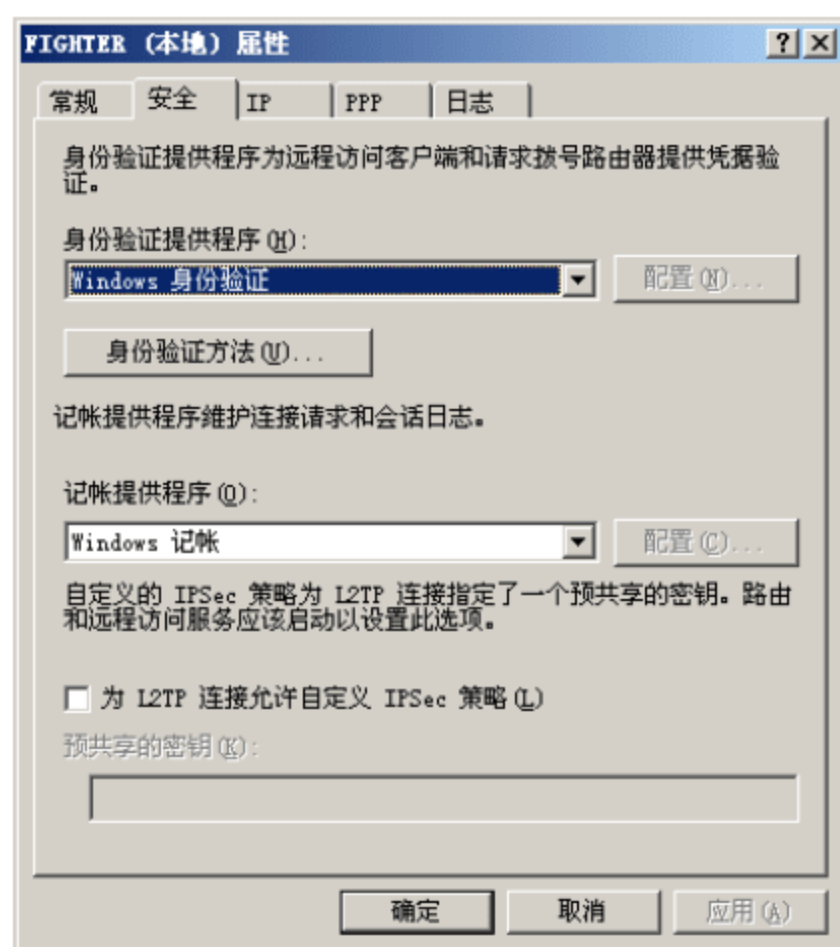 FIGHTER (本地) 属性
常规 安全 IP PPP 日志
身份验证提供程序为远程访问客户端和请求拨号路由器提供凭据验
证。
身份验证提供程序(H):
Windows 身份验证 配置(N)...
身份验证方法(U)...
记帐提供程序维护连接请求和会话日志。
记帐提供程序(O):
Windows 记帐 配置(C)...
自定义的 IPSec 策略为 L2TP 连接指定了一个预共享的密钥。路由
和远程访问服务应该启动以设置此选项。
为 L2TP 连接允许自定义 IPSec 策略(L)
预共享的密钥(K):
确定 取消 应用(A)